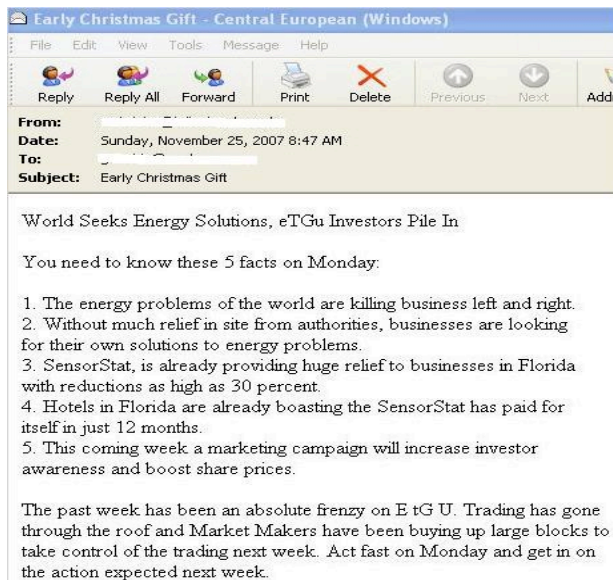 Early Christmas Gift - Central European (Windows)
File Edit View Tools Message Help
Reply Reply All Forward Print Delete Previous Next
From:
Date: Sunday, November 25, 2007 8:47 AM
To:
Subject: Early Christmas Gift
World Seeks Energy Solutions, eTGu Investors Pile In
You need to know these 5 facts on Monday:
1. The energy problems of the world are killing business left and right.
2. Without much relief in site from authorities, businesses are looking
for their own solutions to energy problems.
3. SensorStat, is already providing huge relief to businesses in Florida
with reductions as high as 30 percent.
4. Hotels in Florida are already boasting the SensorStat has paid for
itself in just 12 months.
5. This coming week a marketing campaign will increase investor
awareness and boost share prices.
The past week has been an absolute frenzy on E tG U. Trading has gone
through the roof and Market Makers have been buying up large blocks to
take control of the trading next week. Act fast on Monday and get in on
the action expected next week.